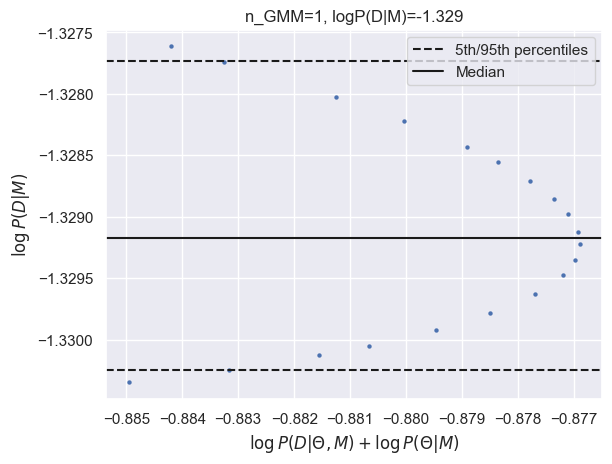 n_GMM=1, logP(D|M)=-1.329
−1.3275
−1.3280
−1.3285
−1.3290
−1.3295
−1.3300
log P(D|M)
5th/95th percentiles
Median
−0.885 −0.884 −0.883 −0.882 −0.881 −0.880 −0.879 −0.878 −0.877
log P(D|Θ, M) + log P(Θ|M)